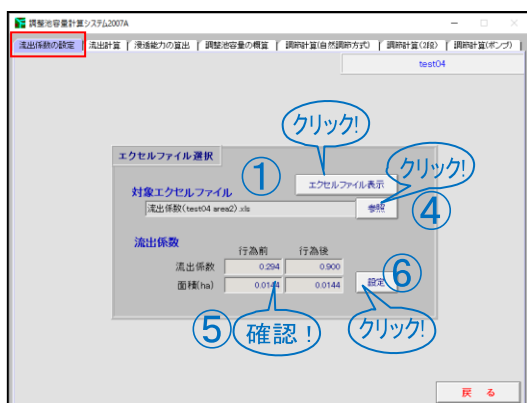 調整池容量計算システム2007A
流出係数の設定 流出計算 浸透能力の算出 調整池容量の概算 調節計算(自然調節方式) 調節計算(2段) 調節計算(ポンプ)
test04
クリック!
エクセルファイル選択
① エクセルファイル表示
クリック!
対象エクセルファイル
流出係数(test04 area2).xls 参照 ④
流出係数
行為前 行為後
流出係数 0.294 0.900
⑥
面積(ha) 0.0144 0.0144 設定
⑤ 確認！ クリック!
戻る